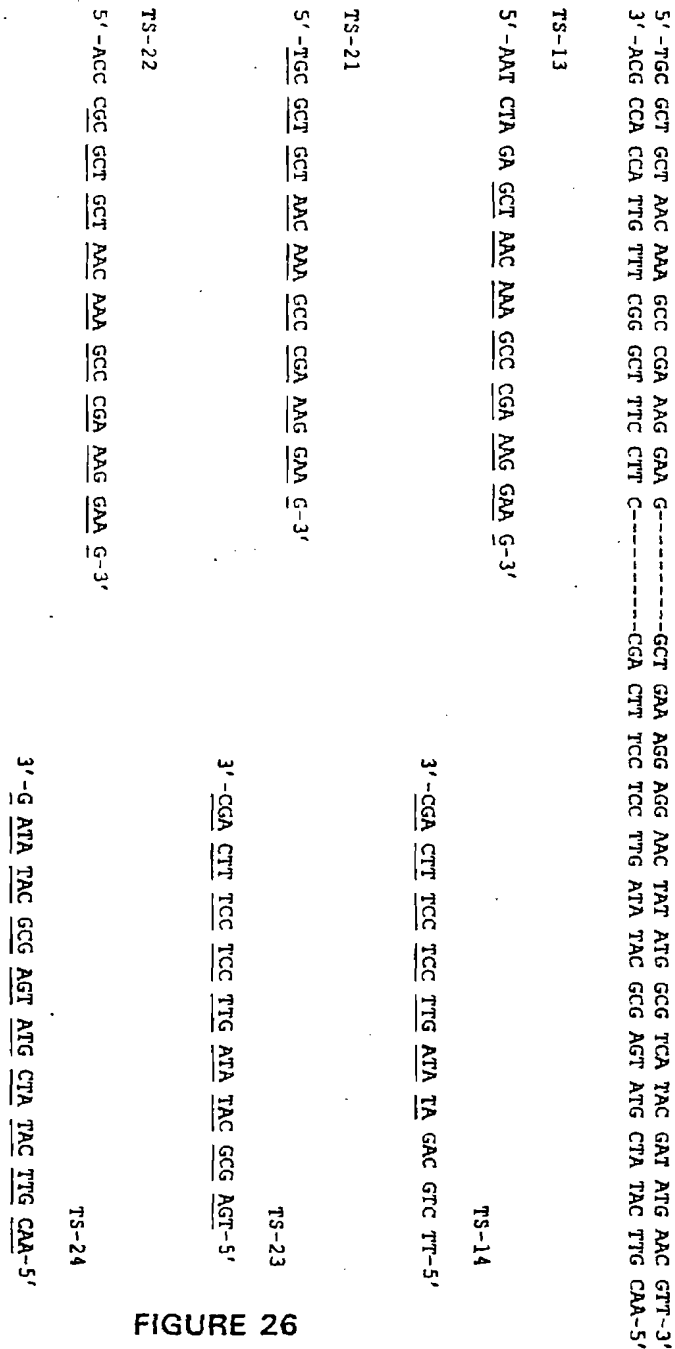 5'-TGC GCT GCT AAC AAA GCC CGA AAG GAA G----------GCT GAA AGG AGG AAC TAT ATG GCG TCA TAC GAT ATG AAC GTT-3'
3'-ACG CCA CCA TTG TTT CGG GCT TTC CTT C----------CGA CTT TCC TCC TTG ATA TAC GCG AGT ATG CTA TAC TTG CAA-5'
TS-13
5'-AAT CTA GA GCT AAC AAA GCC CGA AAG GAA G-3'
TS-14
3'-CGA CTT TCC TCC TTG ATA TA GAC GTC TT-5'
TS-21
5'-TGC GCT GCT AAC AAA GCC CGA AAG GAA G-3'
TS-23
3'-CGA CTT TCC TCC TTG ATA TAC GCG AGT-5'
TS-22
5'-ACC CGC GCT GCT AAC AAA GCC CGA AAG GAA G-3'
TS-24
3'-G ATA TAC GCG AGT ATG CTA TAC TTG CAA-5'
FIGURE 26